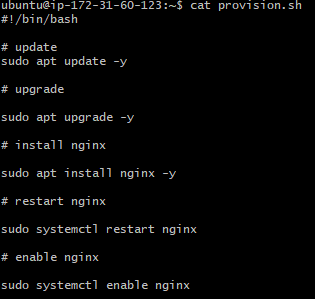 ubuntu@ip-172-31-60-123:~$ cat provision.sh
#!/bin/bash
# update
sudo apt update -y
# upgrade
sudo apt upgrade -y
# install nginx
sudo apt install nginx -y
# restart nginx
sudo systemctl restart nginx
# enable nginx
sudo systemctl enable nginx